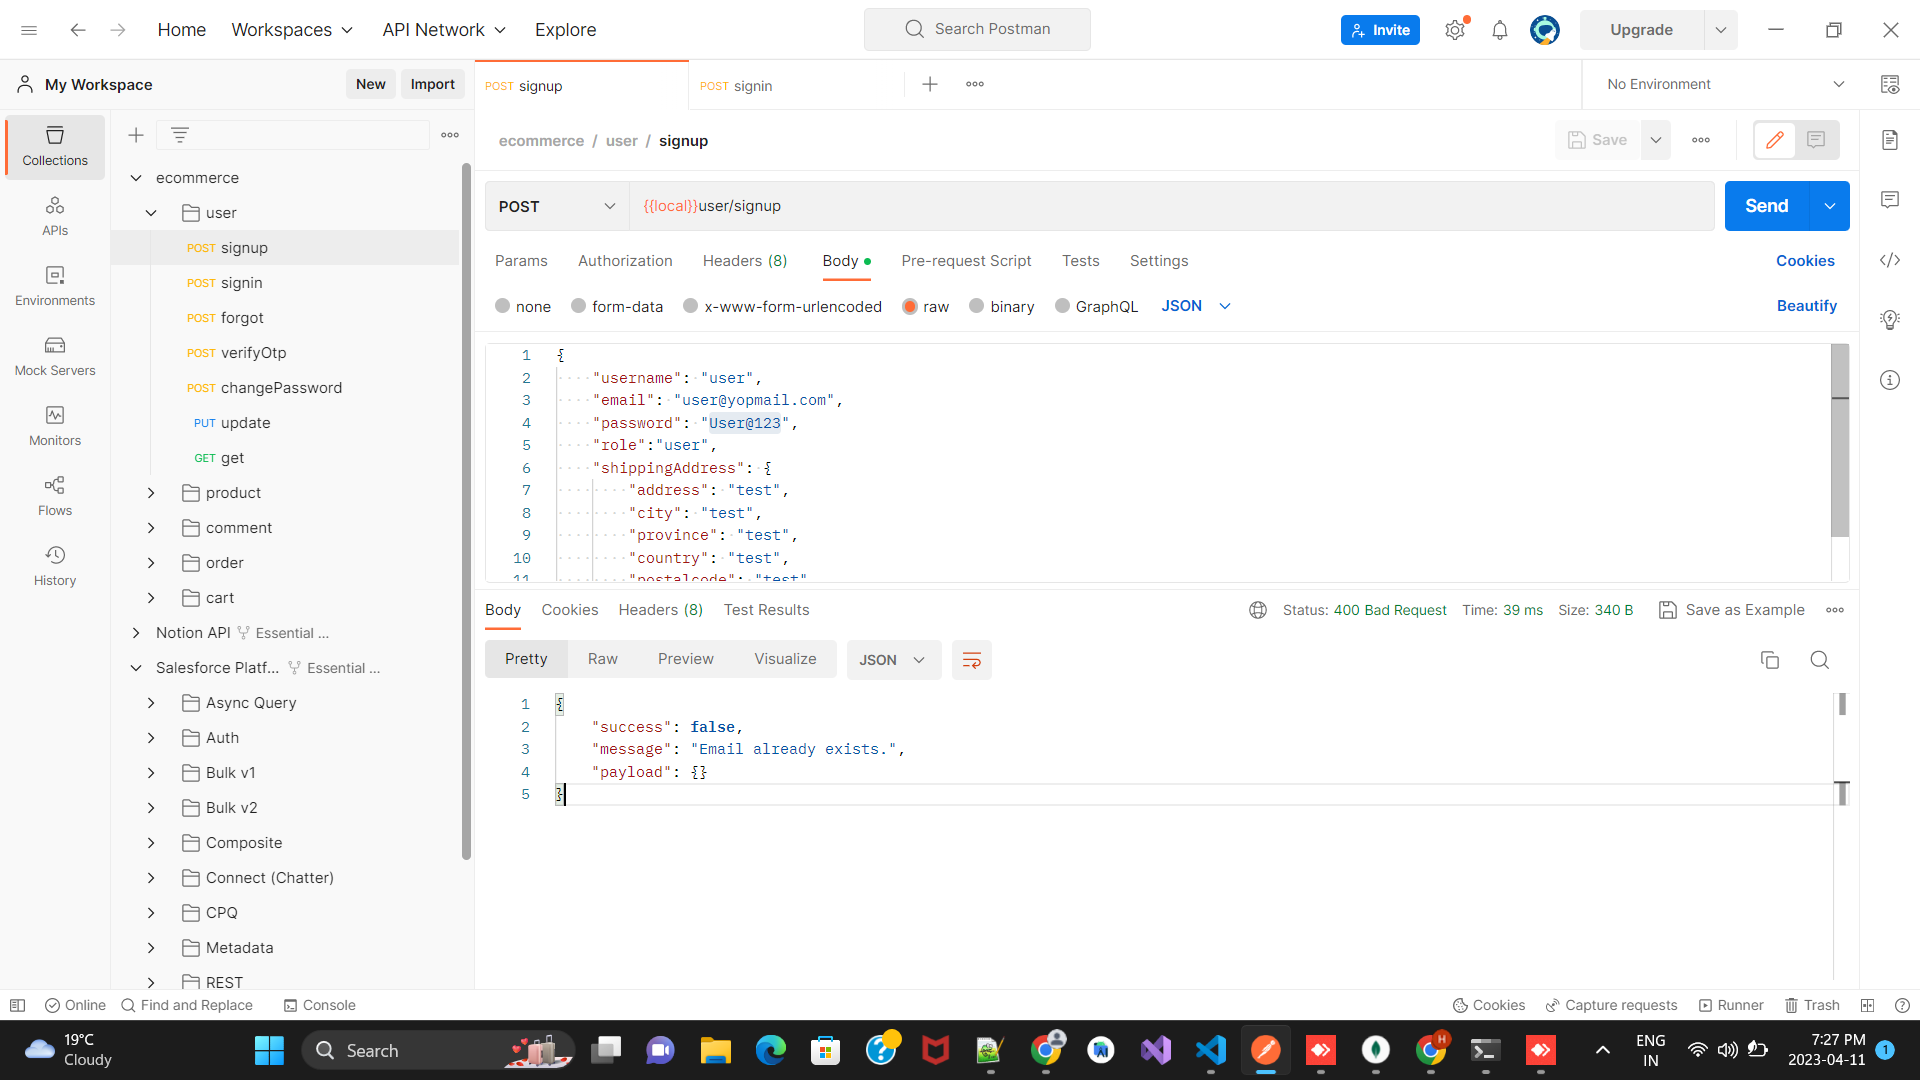 Home Workspaces API Network Explore Search Postman Invite Upgrade
My Workspace New Import POST signup POST signin No Environment
ecommerce / user / signup Save
Collections
APIs
Environments
Mock Servers
Monitors
Flows
History
ecommerce
user
POST signup
POST signin
POST forgot
POST verifyOtp
POST changePassword
PUT update
GET get
product
comment
order
cart
Notion API Essential ...
Salesforce Platf... Essential ...
Async Query
Auth
Bulk v1
Bulk v2
Composite
Connect (Chatter)
CPQ
Metadata
REST
POST {{local}}user/signup Send
Params Authorization Headers (8) Body Pre-request Script Tests Settings Cookies
none form-data x-www-form-urlencoded raw binary GraphQL JSON Beautify
1 {
2 "username": "user",
3 "email": "user@yopmail.com",
4 "password": "User@123",
5 "role":"user",
6 "shippingAddress": {
7 "address": "test",
8 "city": "test",
9 "province": "test",
10 "country": "test",
11 "postalcode": "test"
Body Cookies Headers (8) Test Results Status: 400 Bad Request Time: 39 ms Size: 340 B Save as Example
Pretty Raw Preview Visualize JSON
1 {
2 "success": false,
3 "message": "Email already exists.",
4 "payload": {}
5 }
Online Find and Replace Console Cookies Capture requests Runner Trash
19°C
Cloudy
Search
H
ENG
IN
7:27 PM
2023-04-11
1